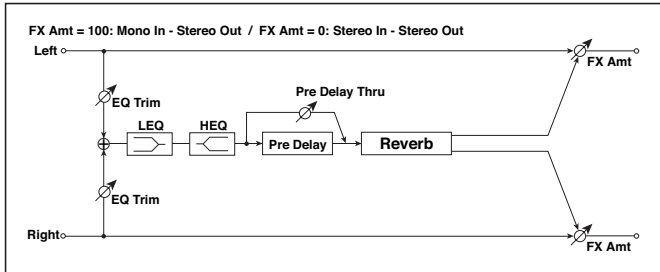 FX Amt = 100: Mono In - Stereo Out / FX Amt = 0: Stereo In - Stereo Out
Left
FX Amt
Pre Delay Thru
EQ Trim
LEQ HEQ
Pre Delay Reverb
EQ Trim
Right
FX Amt